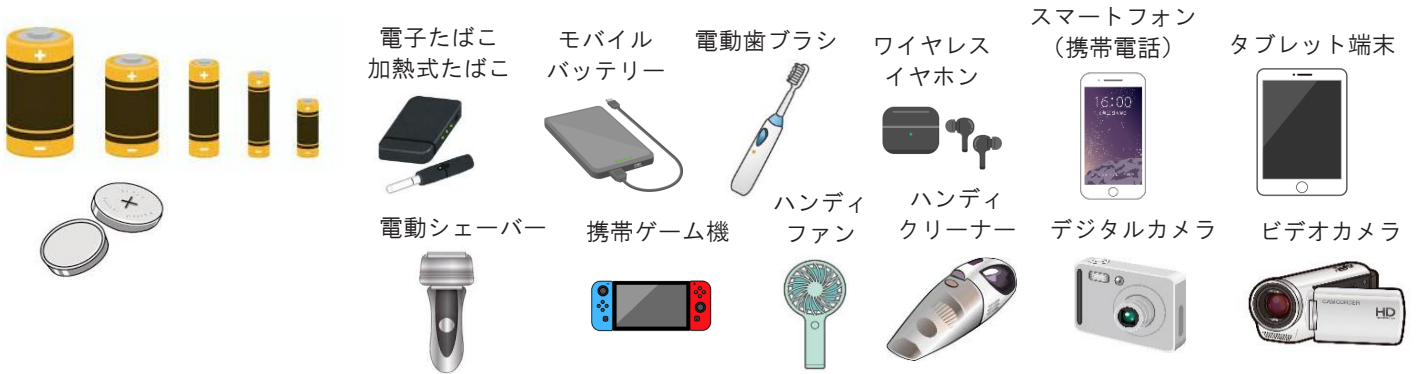 電子たばこ
加熱式たばこ
モバイル
バッテリー
電動歯ブラシ
ワイヤレス
イヤホン
スマートフォン
（携帯電話）
タブレット端末
16:00
電動シェーバー
携帯ゲーム機
ハンディ
ファン
ハンディ
クリーナー
デジタルカメラ
ビデオカメラ
CAMCORDER
HD